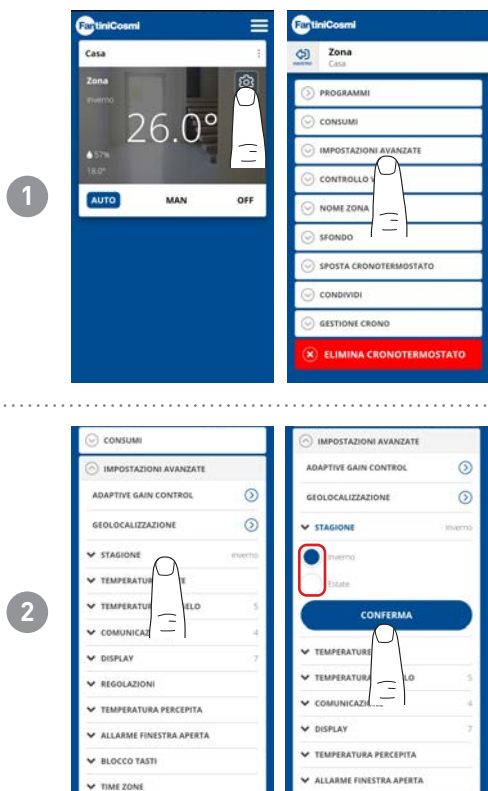 1
FantiniCosmi
Casa
Zona
inverno
26.0°
57%
18.0°
AUTO MAN OFF
FantiniCosmi
INDIETRO
Zona
Casa
PROGRAMMI
CONSUMI
IMPOSTAZIONI AVANZATE
CONTROLLO V
NOME ZONA
SFONDO
SPOSTA CRONOTERMOSTATO
CONDIVIDI
GESTIONE CRONO
ELIMINA CRONOTERMOSTATO
2
CONSUMI
IMPOSTAZIONI AVANZATE
ADAPTIVE GAIN CONTROL
GEOLOCALIZZAZIONE
STAGIONE inverno
TEMPERATUR E
TEMPERATUR ELO 5
COMUNICAZ 4
DISPLAY 7
REGOLAZIONI
TEMPERATURA PERCEPITA
ALLARME FINESTRA APERTA
BLOCCO TASTI
TIME ZONE
IMPOSTAZIONI AVANZATE
ADAPTIVE GAIN CONTROL
GEOLOCALIZZAZIONE
STAGIONE inverno
Inverno
Estate
CONFERMA
TEMPERATURE
TEMPERATURA LO 5
COMUNICAZI 4
DISPLAY 7
TEMPERATURA PERCEPITA
ALLARME FINESTRA APERTA